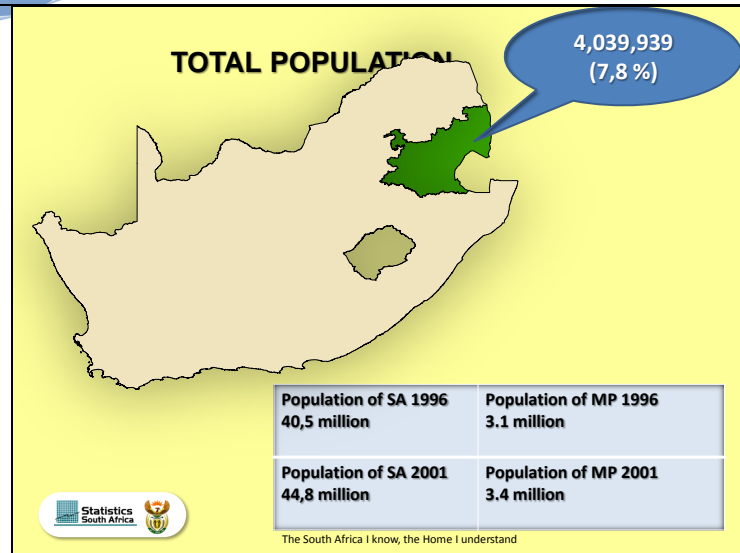 TOTAL POPULATION
4,039,939
(7,8 %)
Population of SA 1996
40,5 million
Population of MP 1996
3.1 million
Population of SA 2001
44,8 million
Population of MP 2001
3.4 million
Statistics
South Africa
The South Africa I know, the Home I understand